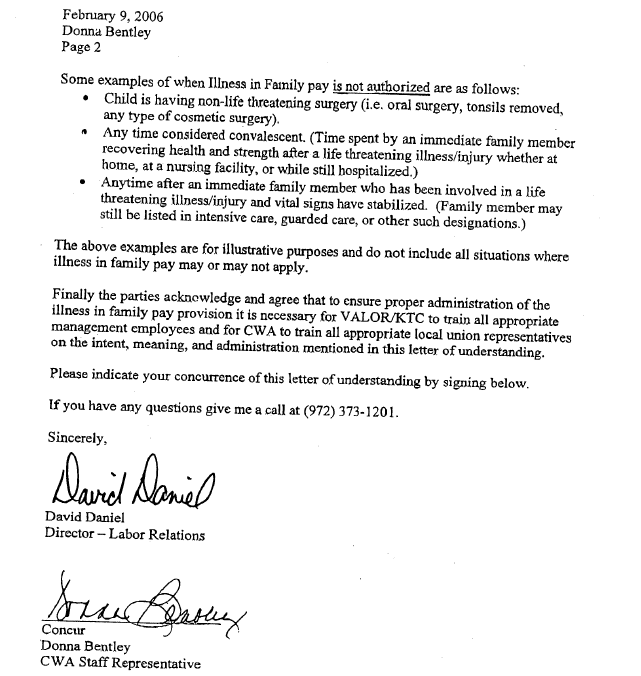 February 9, 2006
Donna Bentley
Page 2
Some examples of when Illness in Family pay is not authorized are as follows:
• Child is having non-life threatening surgery (i.e. oral surgery, tonsils removed,
any type of cosmetic surgery).
• Any time considered convalescent. (Time spent by an immediate family member
recovering health and strength after a life threatening illness/injury whether at
home, at a nursing facility, or while still hospitalized.)
• Anytime after an immediate family member who has been involved in a life
threatening illness/injury and vital signs have stabilized. (Family member may
still be listed in intensive care, guarded care, or other such designations.)
The above examples are for illustrative purposes and do not include all situations where
illness in family pay may or may not apply.
Finally the parties acknowledge and agree that to ensure proper administration of the
illness in family pay provision it is necessary for VALOR/KTC to train all appropriate
management employees and for CWA to train all appropriate local union representatives
on the intent, meaning, and administration mentioned in this letter of understanding.
Please indicate your concurrence of this letter of understanding by signing below.
If you have any questions give me a call at (972) 373-1201.
Sincerely,
David Daniel
David Daniel
Director – Labor Relations
Donna Bentley
Concur
Donna Bentley
CWA Staff Representative